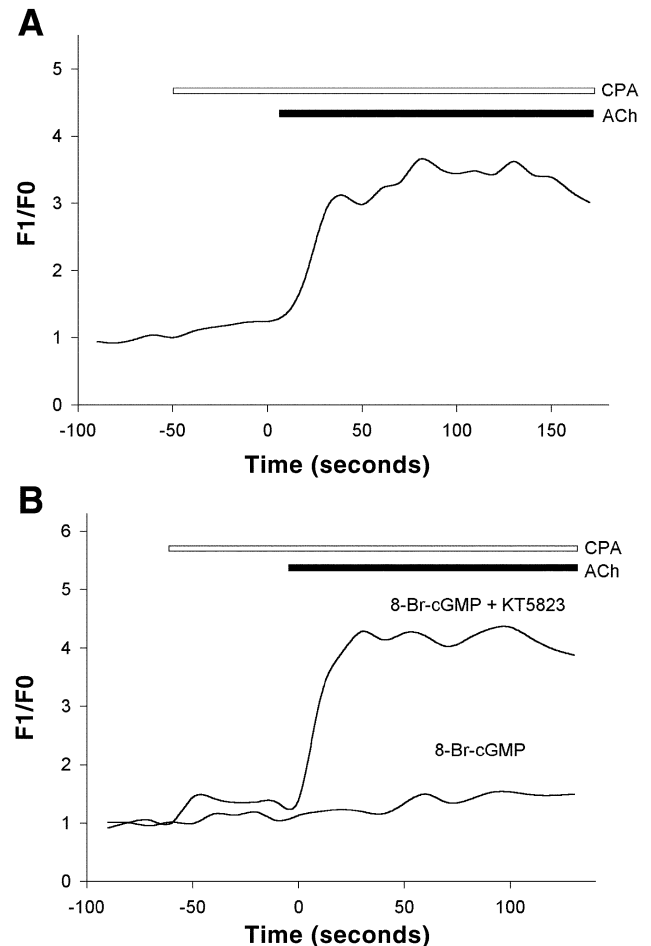 A
5
4
3
2
1
0
F1/F0
CPA
ACh
-100 -50 0 50 100 150
Time (seconds)
B
6
5
4
3
2
1
0
F1/F0
CPA
ACh
8-Br-cGMP + KT5823
8-Br-cGMP
-100 -50 0 50 100
Time (seconds)